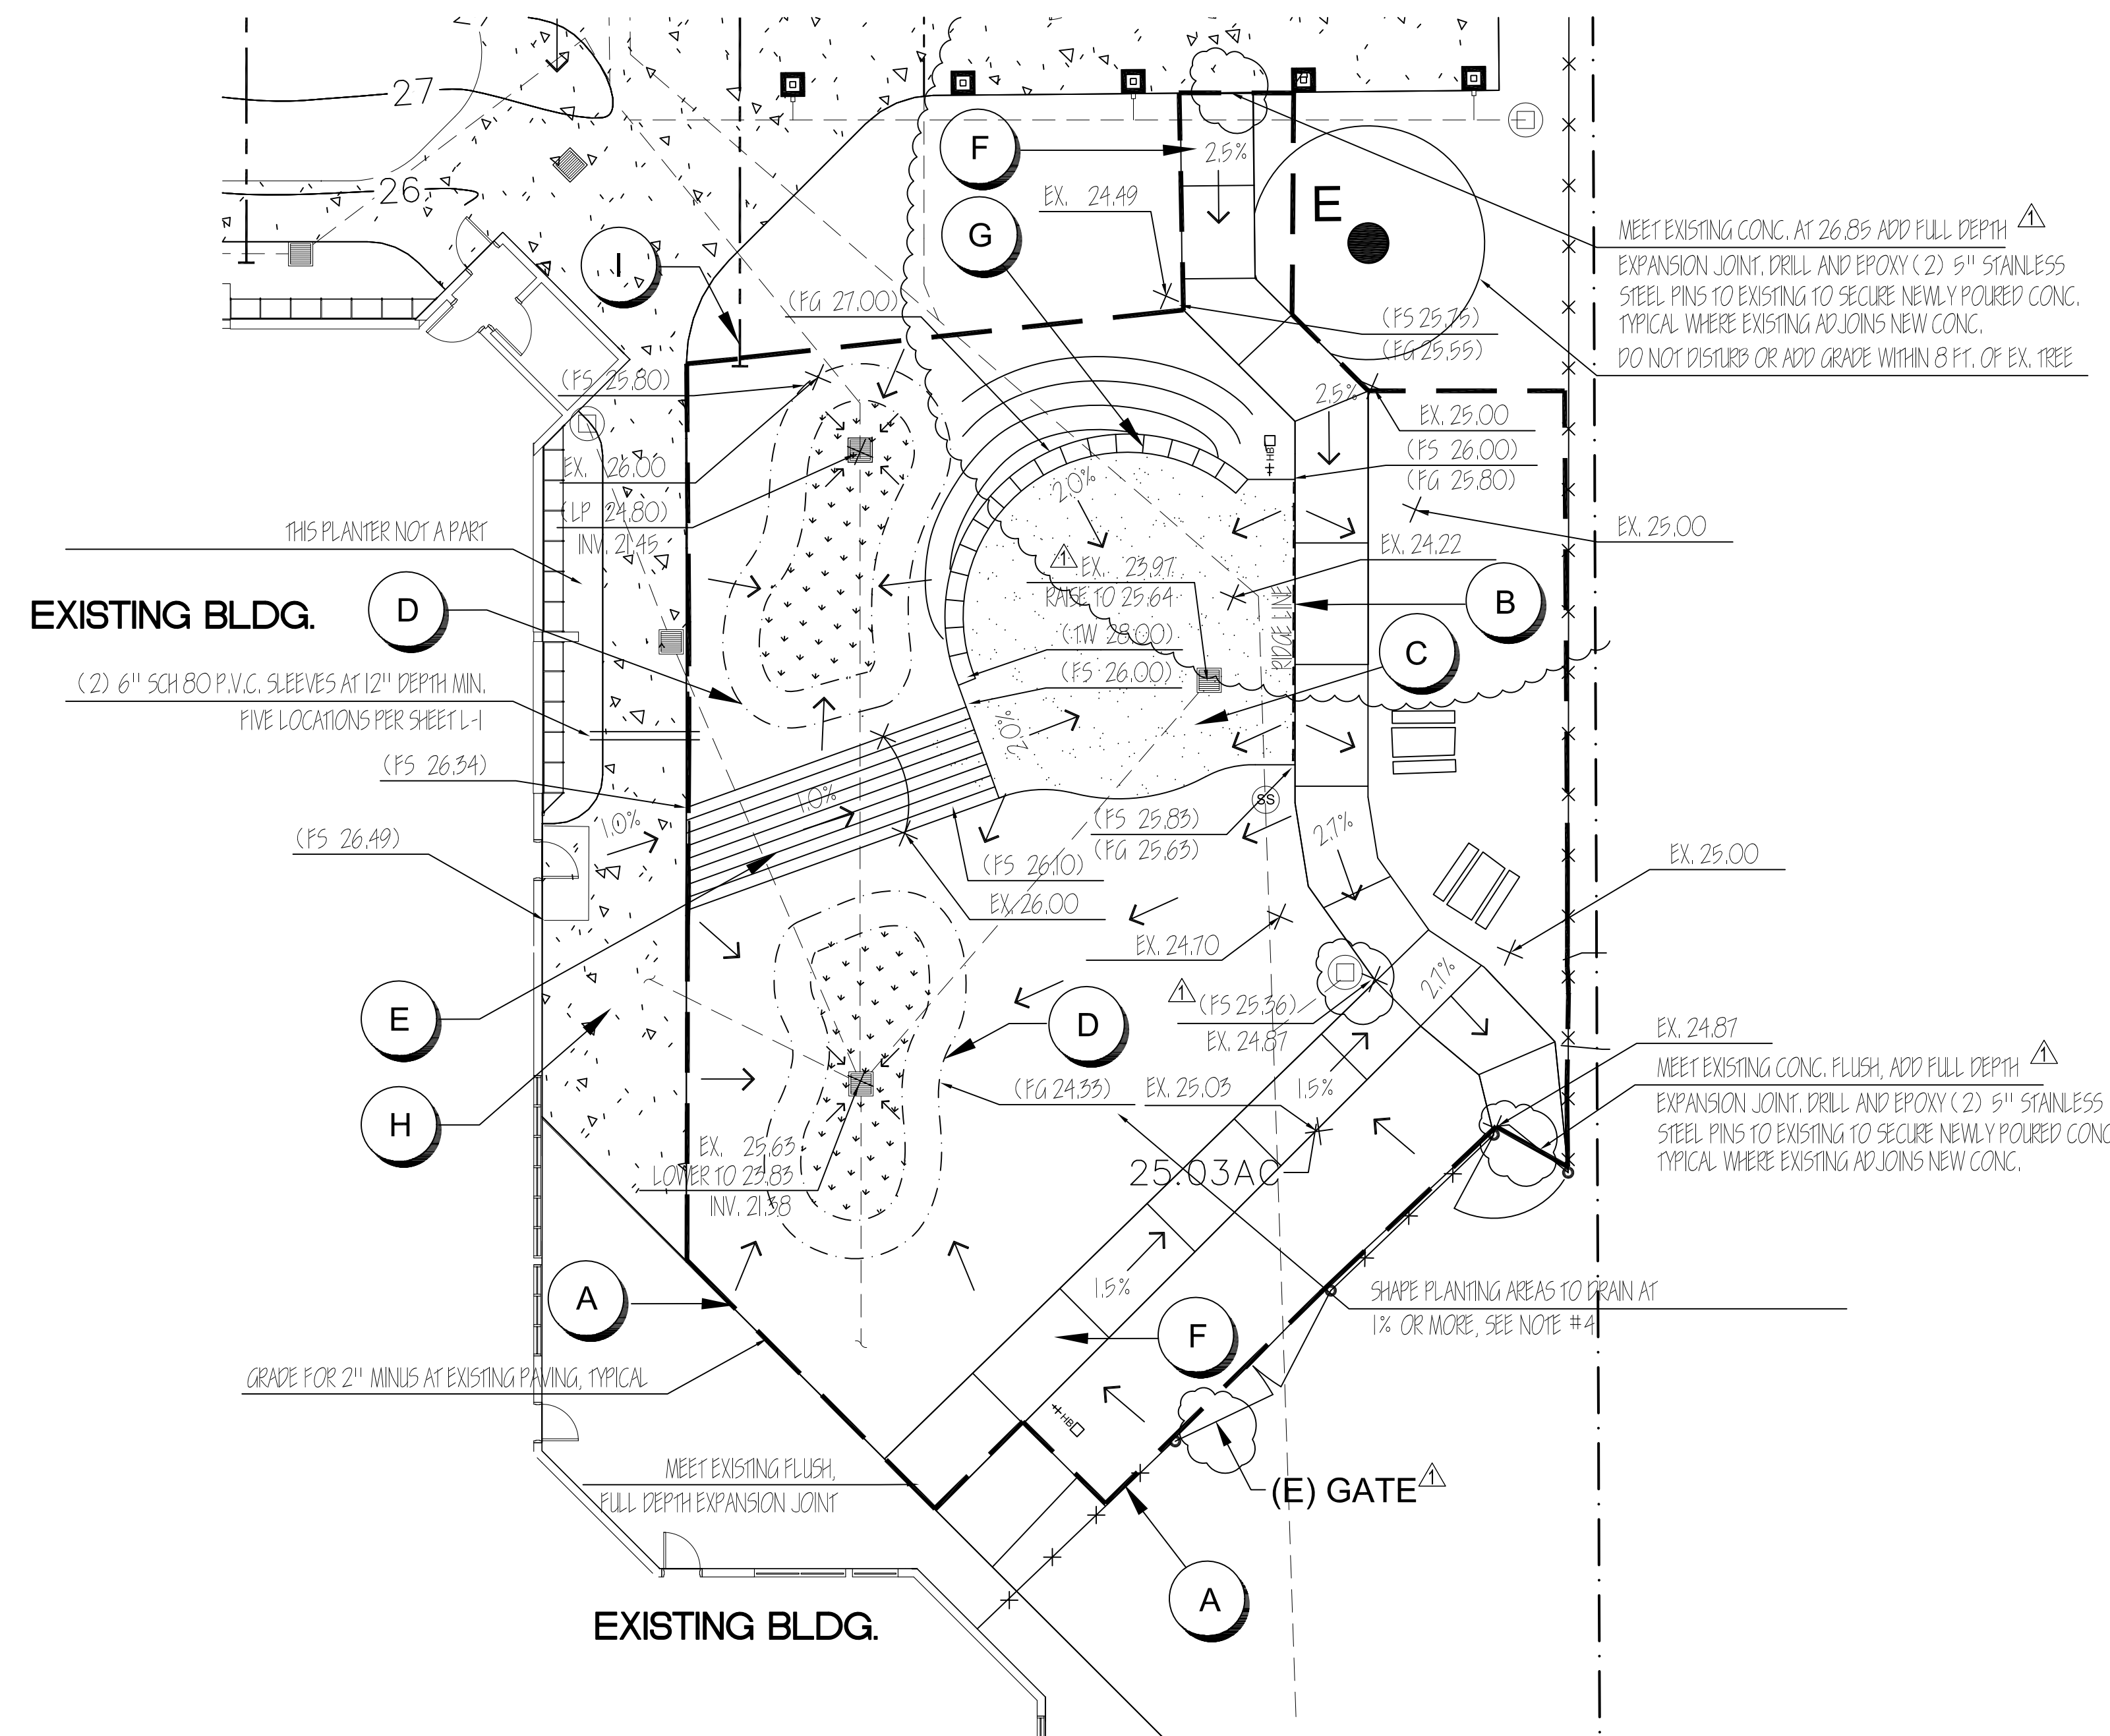 27
26
F
2.5%
EX. 24.49
E
G
I
(FG 27.00)
MEET EXISTING CONC. AT 26.85 ADD FULL DEPTH 1
EXPANSION JOINT. DRILL AND EPOXY (2) 5" STAINLESS
STEEL PINS TO EXISTING TO SECURE NEWLY POURED CONC.
TYPICAL WHERE EXISTING ADJOINS NEW CONC.
DO NOT DISTURB OR ADD GRADE WITHIN 8 FT. OF EX. TREE
(FS 25.75)
(FG 25.55)
(FS 25.80)
2.5%
EX. 25.00
(FS 26.00)
(FG 25.80)
HB
EX. 26.00
(LP 24.80)
INV. 21.45
2.0%
THIS PLANTER NOT A PART
EX. 25.00
EX. 24.22
1 EX. 23.97
RAISE TO 25.64
(TW 28.00)
(FS 26.00)
RIDGE LINE
B
C
EXISTING BLDG.
D
(2) 6" SCH 80 P.V.C. SLEEVES AT 12" DEPTH MIN.
FIVE LOCATIONS PER SHEET L-1
(FS 26.34)
2.0%
1.0%
1.0%
(FS 26.49)
SS
(FS 25.83)
(FG 25.63)
2.7%
(FS 26.10)
EX. 26.00
EX. 25.00
EX. 24.70
2.7%
E
D
1 (FS 25.36)
EX. 24.87
EX. 24.87
MEET EXISTING CONC. FLUSH, ADD FULL DEPTH 1
EXPANSION JOINT. DRILL AND EPOXY (2) 5" STAINLESS
STEEL PINS TO EXISTING TO SECURE NEWLY POURED CONC
TYPICAL WHERE EXISTING ADJOINS NEW CONC.
H
(FG 24.33)
EX. 25.03
1.5%
EX. 25.63
LOWER TO 23.83
INV. 21.38
25.03AC
A
1.5%
SHAPE PLANTING AREAS TO DRAIN AT
1% OR MORE, SEE NOTE #4
F
GRADE FOR 2" MINUS AT EXISTING PAVING, TYPICAL
HB
MEET EXISTING FLUSH,
FULL DEPTH EXPANSION JOINT
(E) GATE 1
A
EXISTING BLDG.